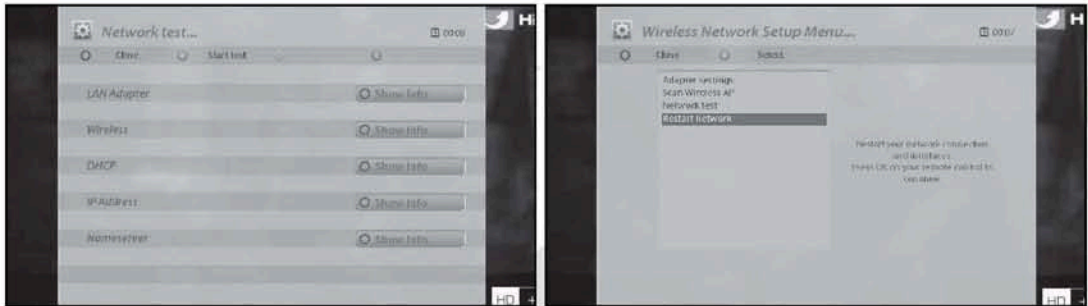 Network test...
Close Start test
LAN Adapter Show Info
Wireless Show Info
DHCP Show Info
IP Address Show Info
Nameserver Show Info
Hi
HD +
Wireless Network Setup Menu...
Close Select
Adapter settings
Scan Wireless AP
Network test
Restart network
Restart your network connection
and interfaces.
Press OK on your remote control to
continue.
H
HD